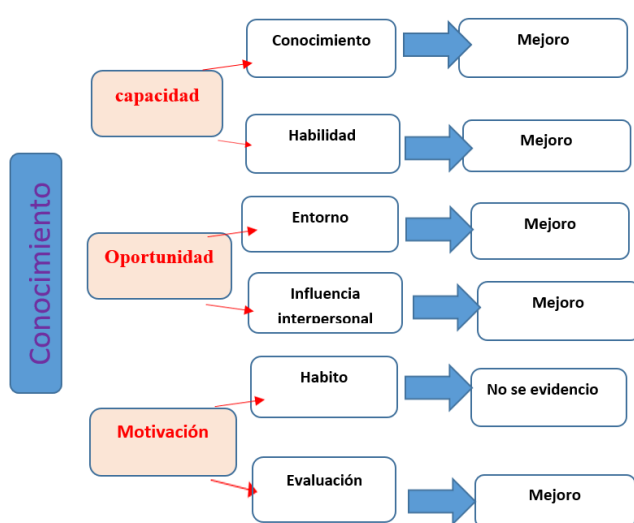 Conocimiento
capacidad
Conocimiento
Mejoro
Habilidad
Mejoro
Oportunidad
Entorno
Mejoro
Influencia
interpersonal
Mejoro
Motivación
Habito
No se evidencio
Evaluación
Mejoro